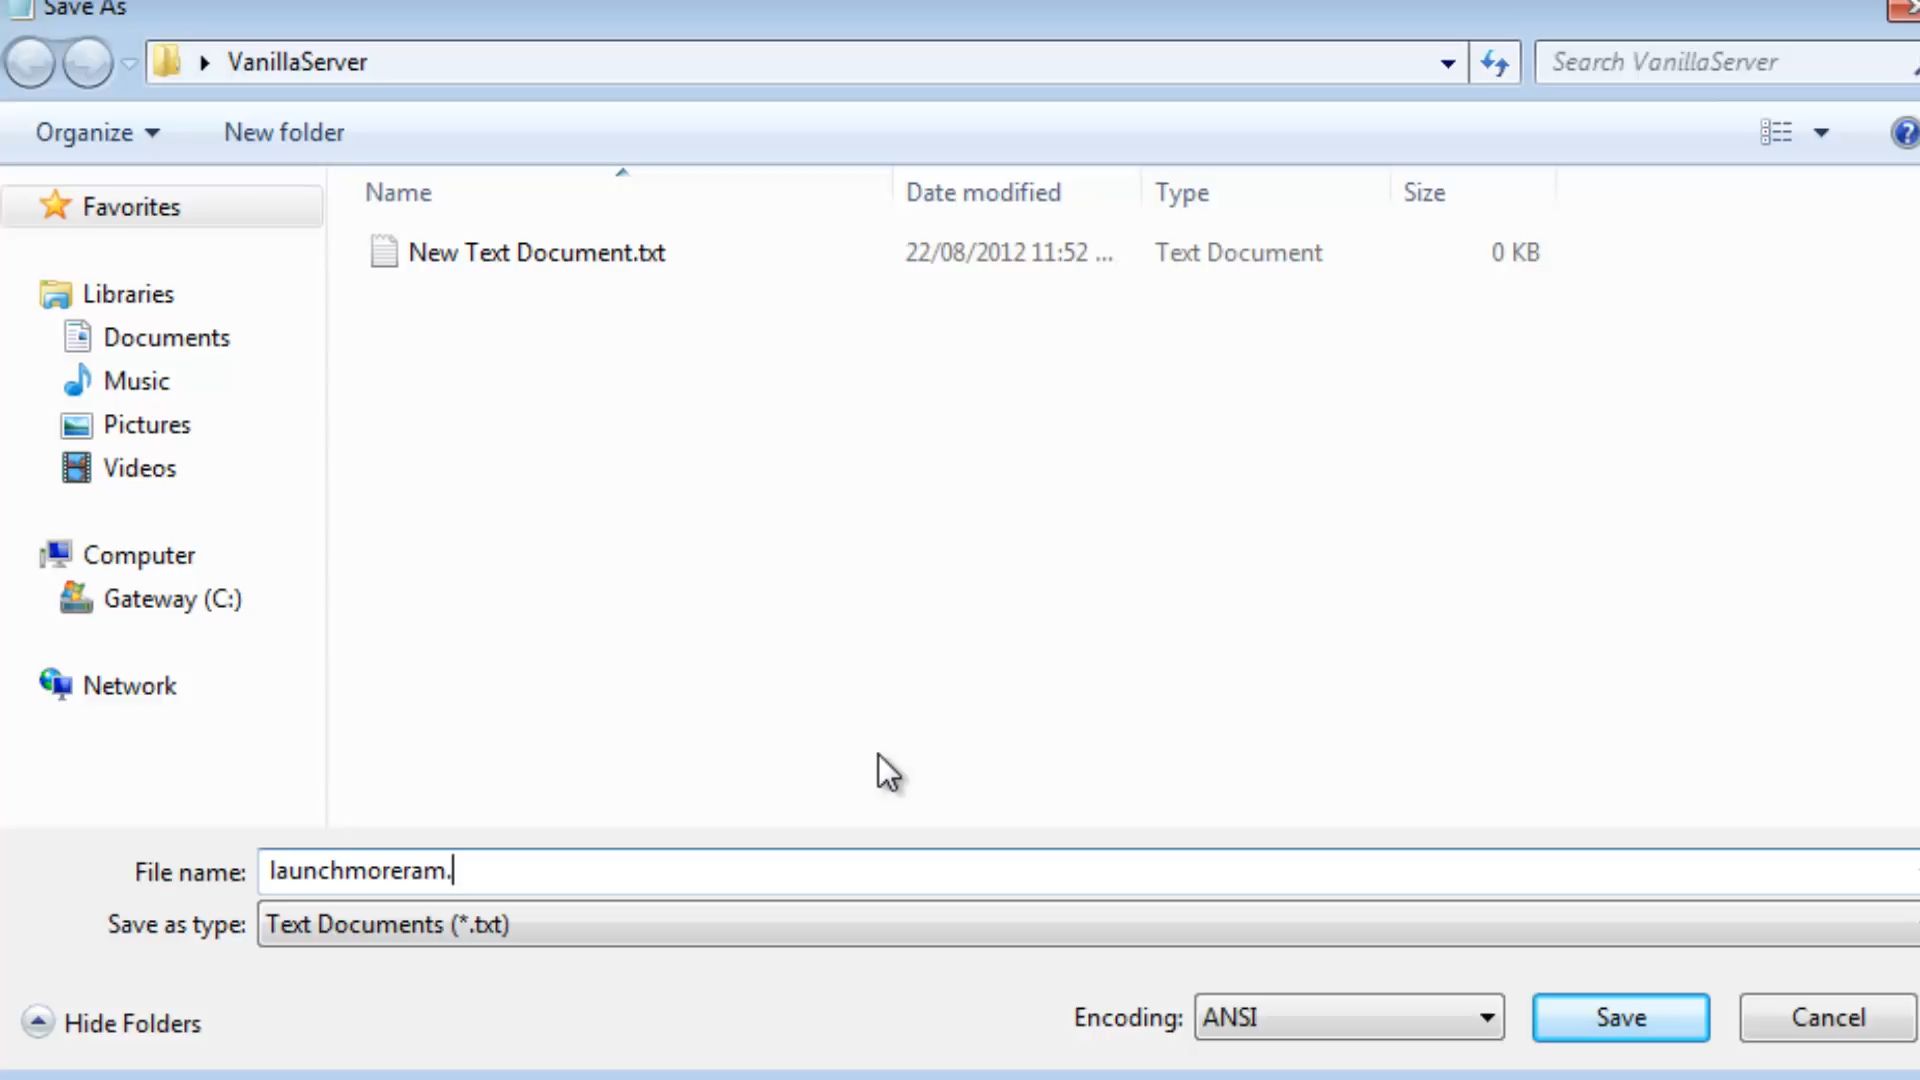 Save As
VanillaServer
Search VanillaServer
Organize
New folder
Name
Date modified
Type
Size
New Text Document.txt
22/08/2012 11:52 ...
Text Document
0 KB
Favorites
Libraries
Documents
Music
Pictures
Videos
Computer
Gateway (C:)
Network
File name:
launchmoreram.
Save as type:
Text Documents (*.txt)
Hide Folders
Encoding:
ANSI
Save
Cancel